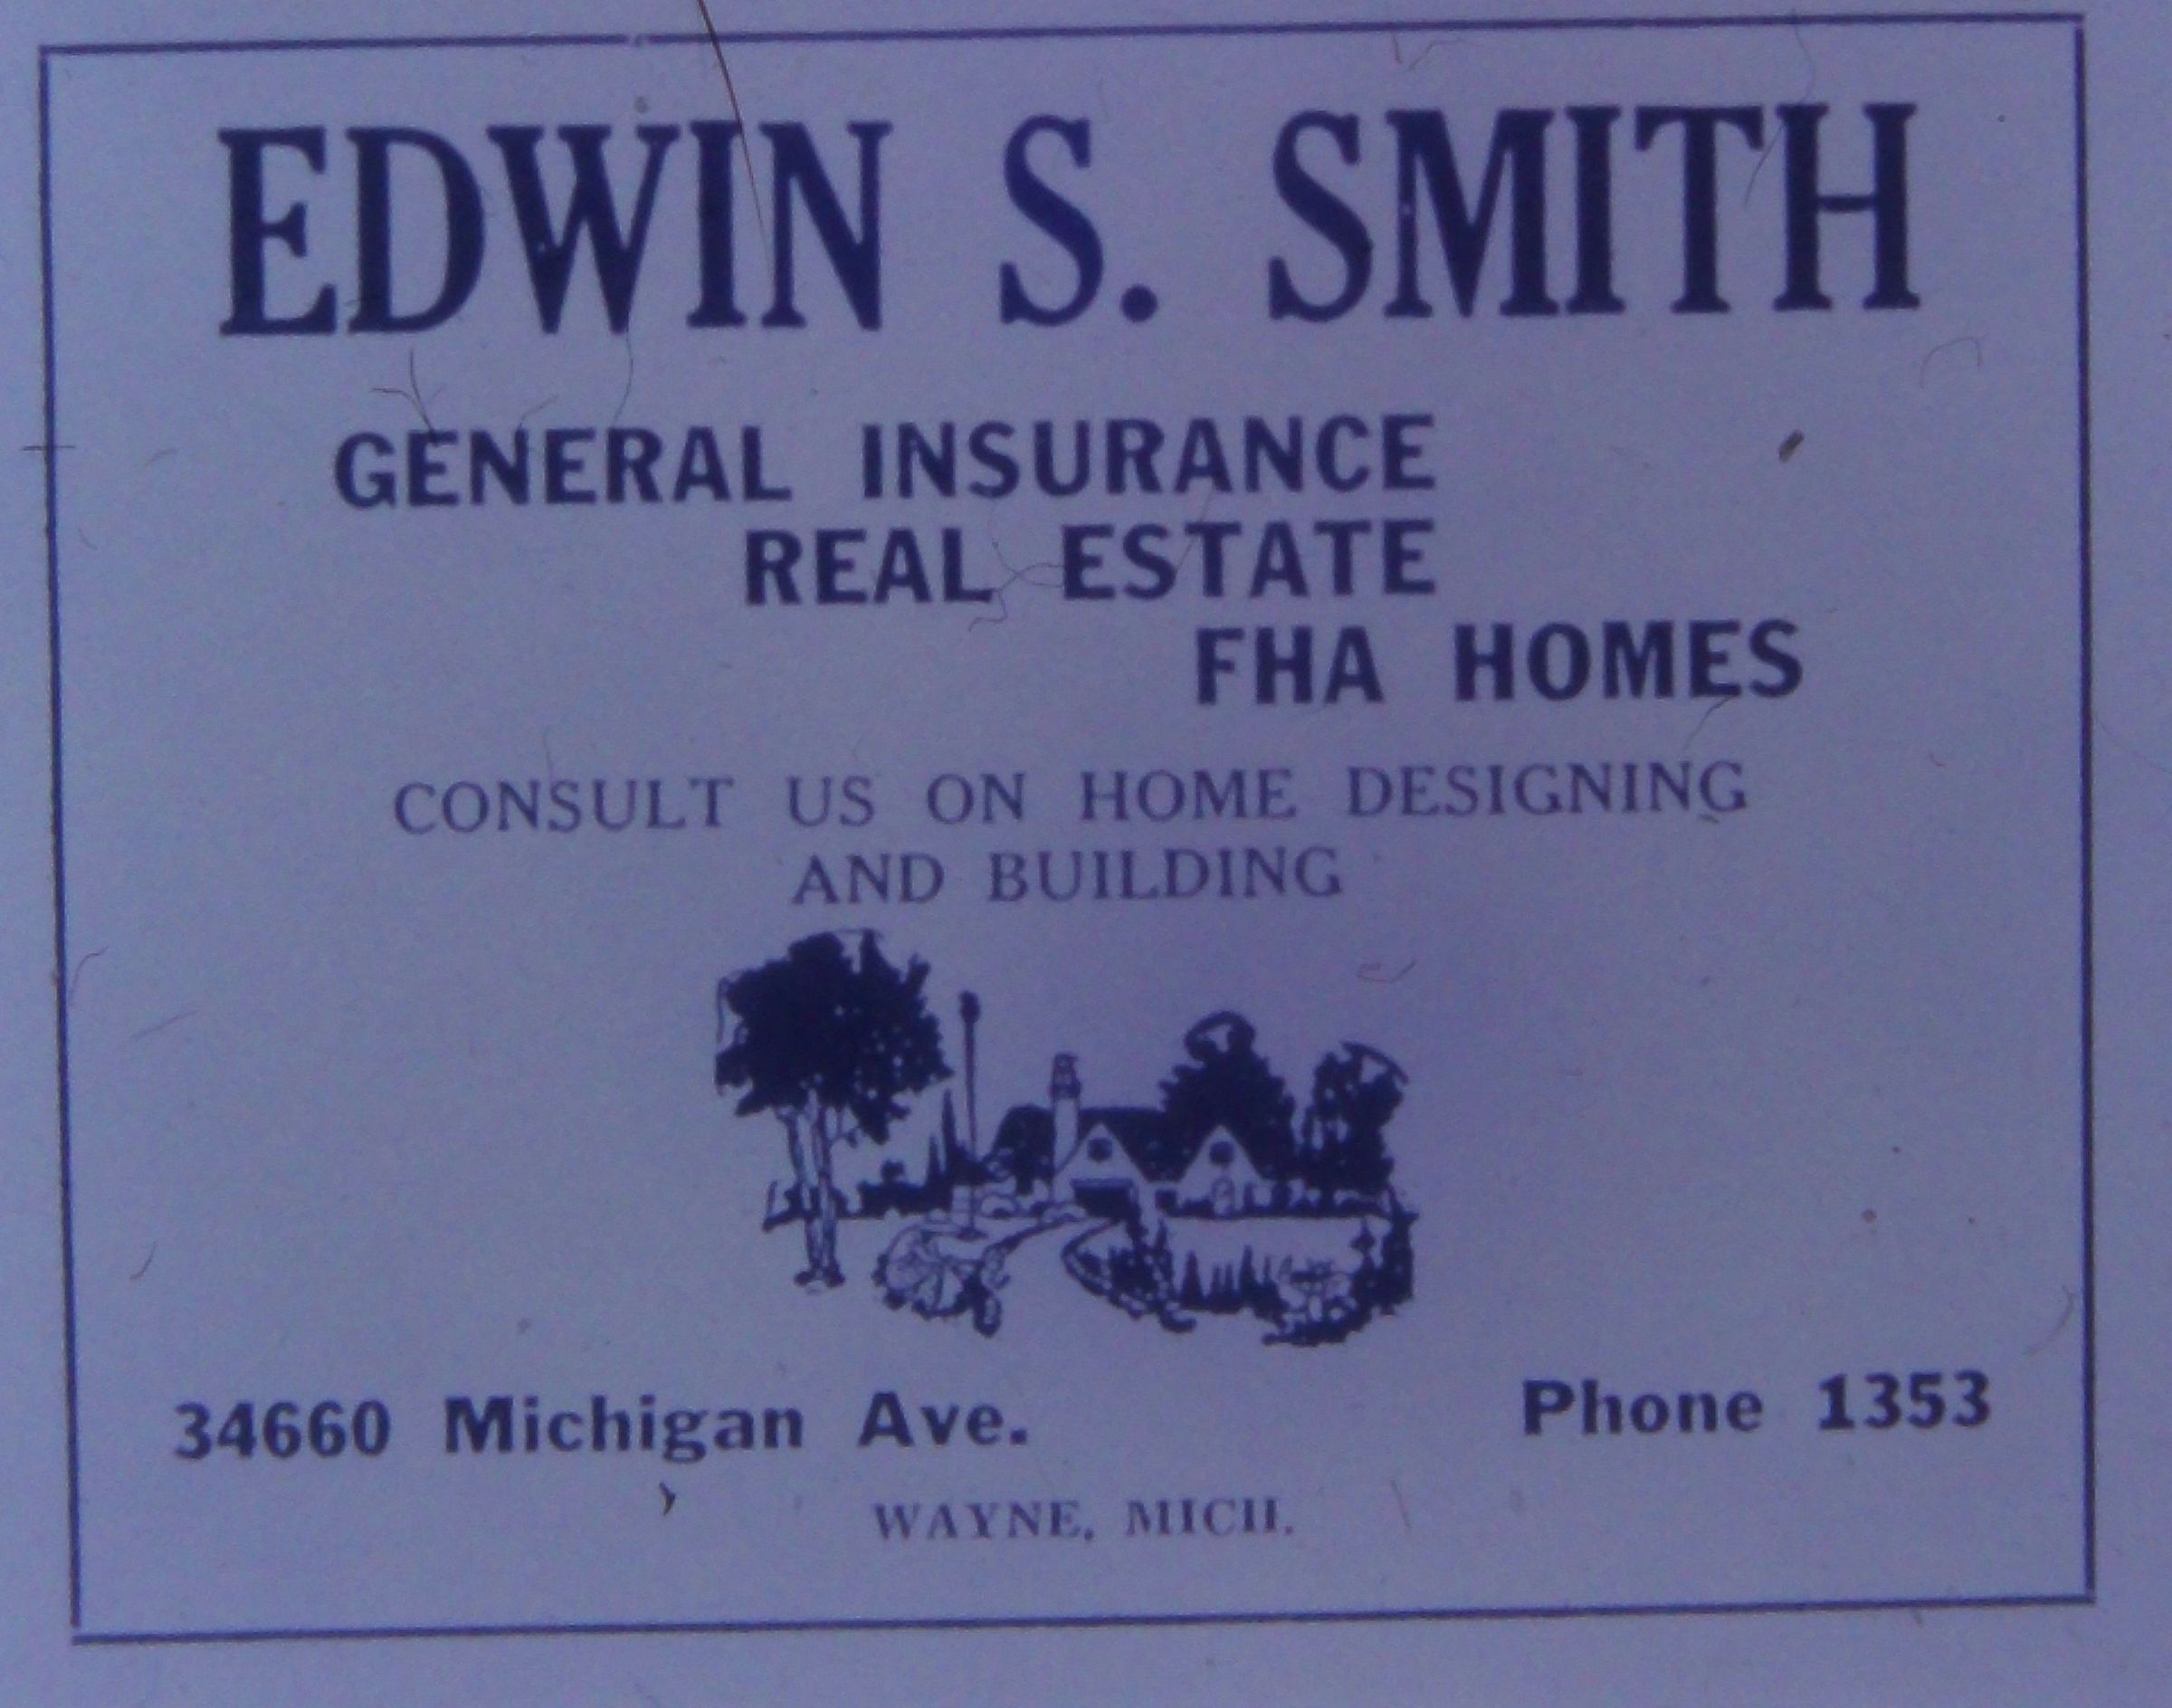 EDWIN S. SMITH
GENERAL INSURANCE
REAL ESTATE
FHA HOMES
CONSULT US ON HOME DESIGNING
AND BUILDING
34660 Michigan Ave. Phone 1353
WAYNE, MICH.